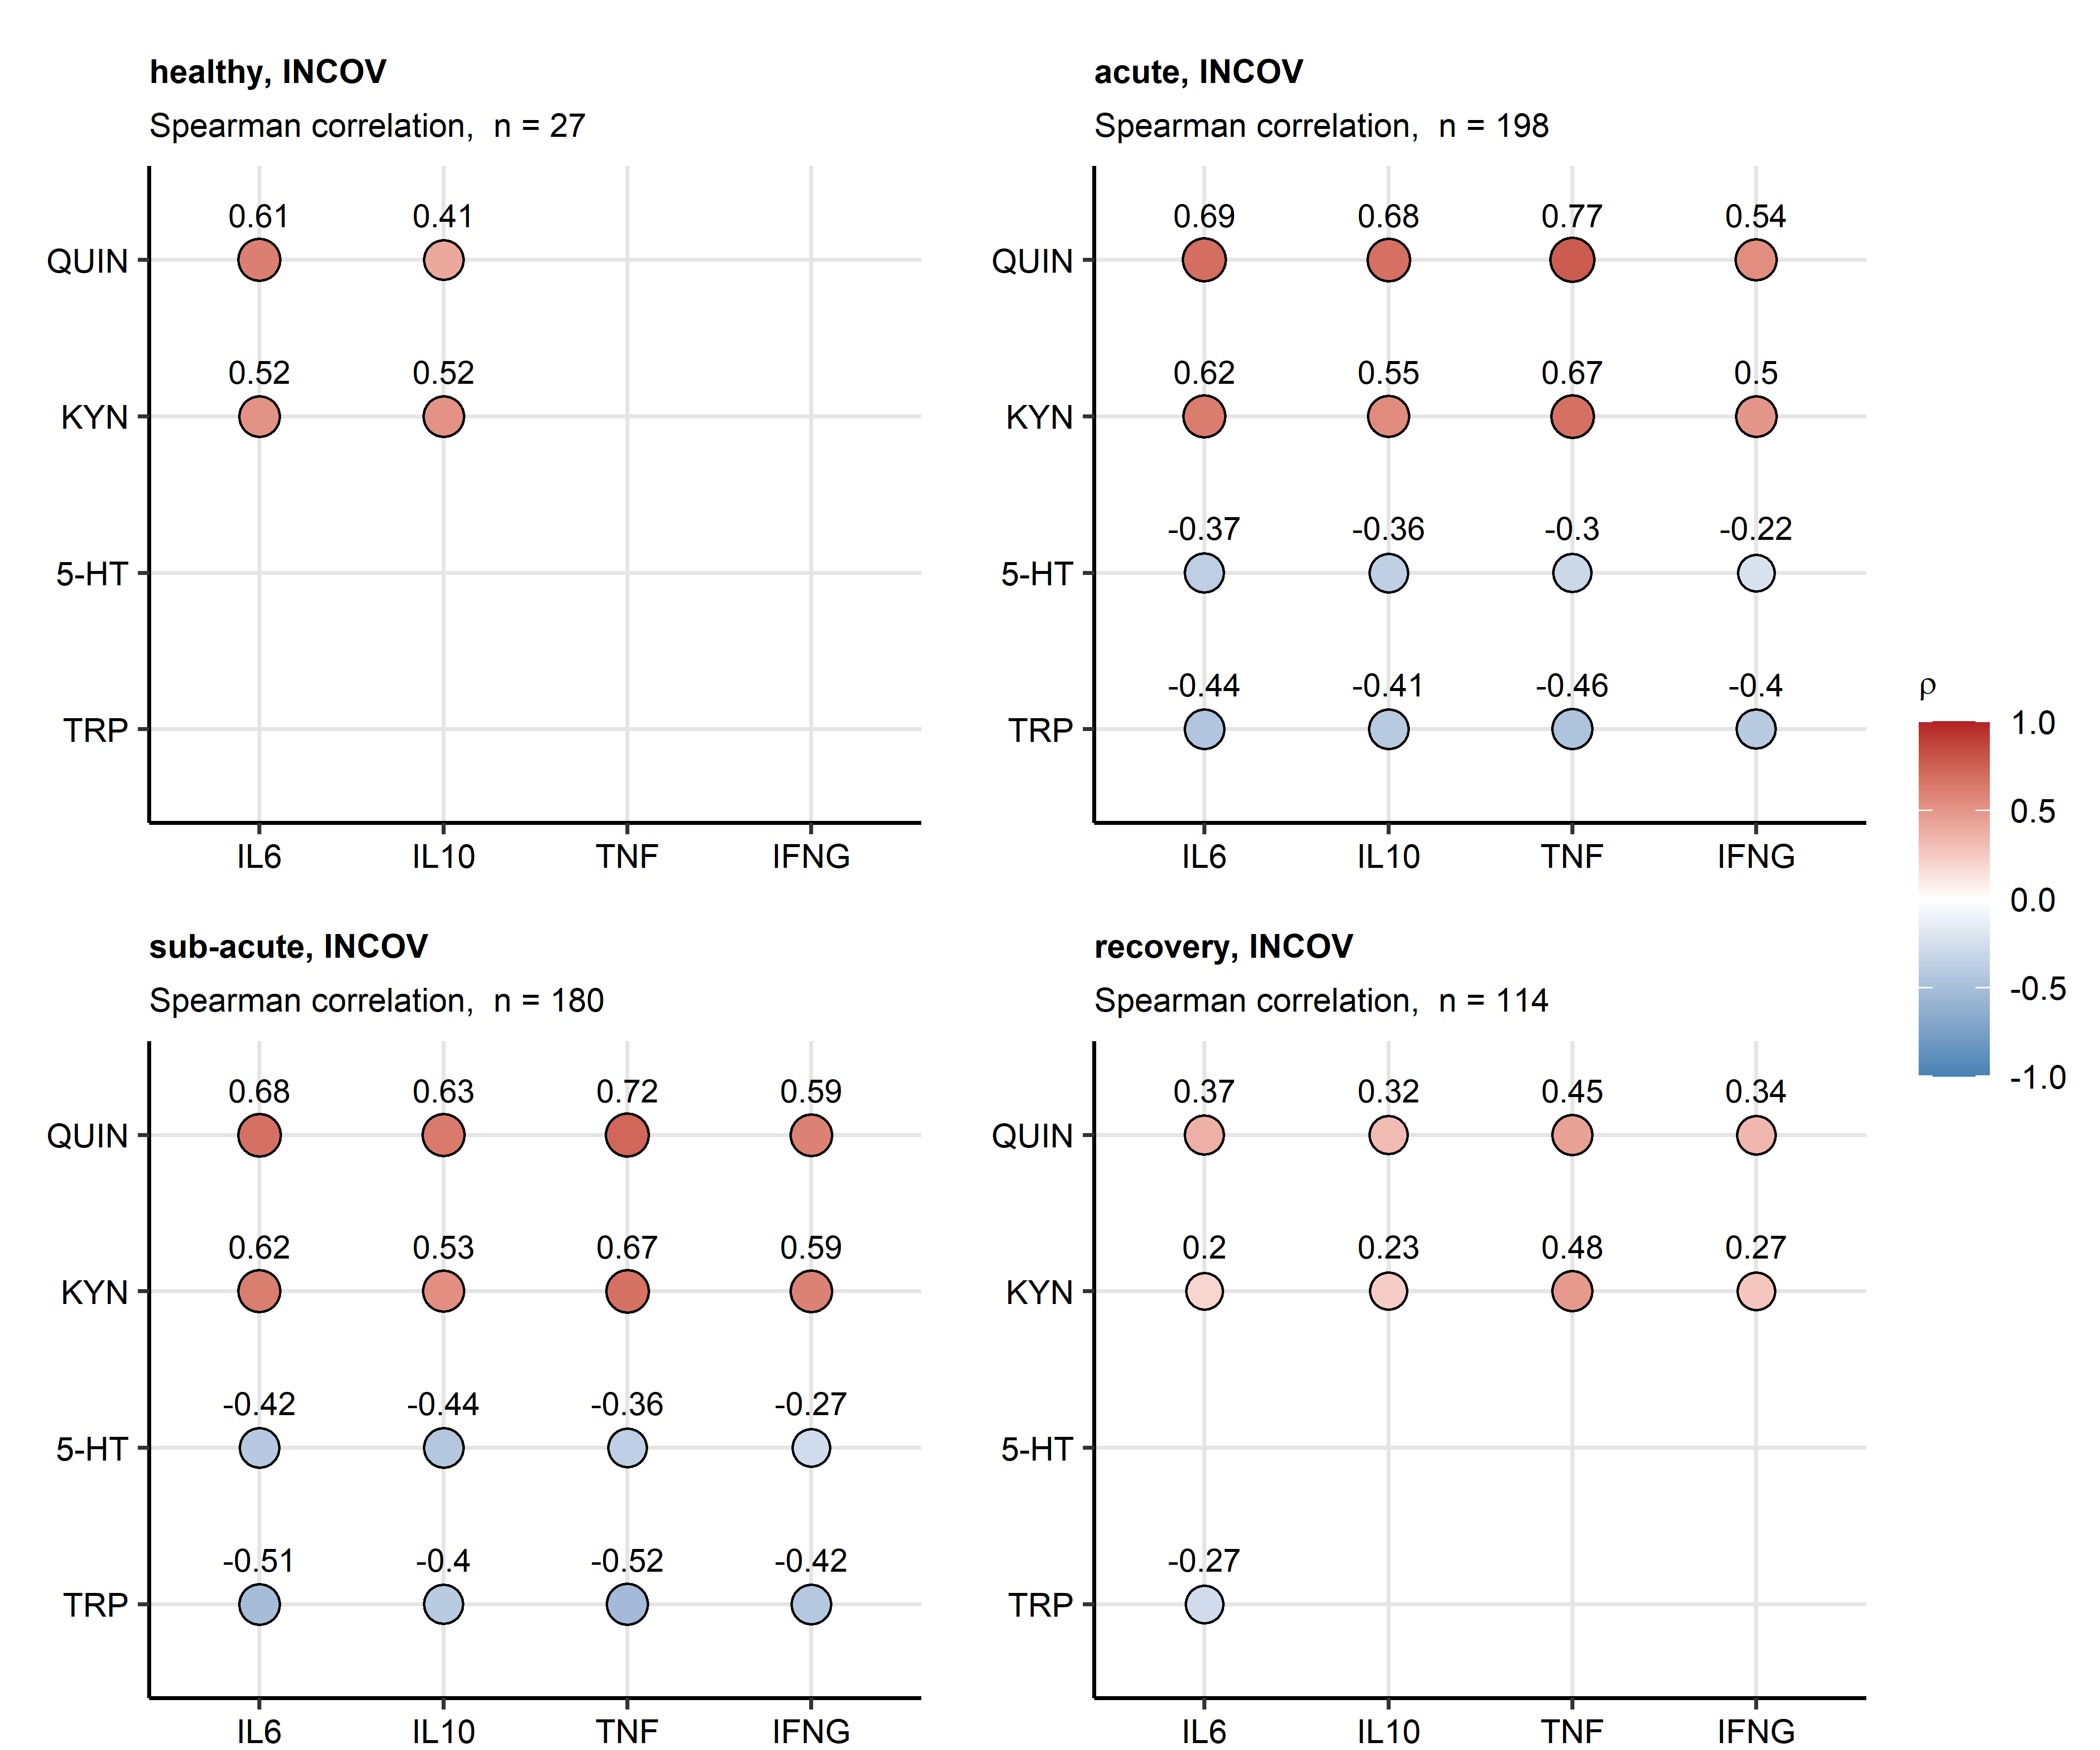 healthy, INCOV
Spearman correlation, n = 27
0.61 0.41
QUIN
0.52 0.52
KYN
5-HT
TRP
IL6 IL10 TNF IFNG
acute, INCOV
Spearman correlation, n = 198
0.69 0.68 0.77 0.54
QUIN
0.62 0.55 0.67 0.5
KYN
-0.37 -0.36 -0.3 -0.22
5-HT
-0.44 -0.41 -0.46 -0.4
TRP
IL6 IL10 TNF IFNG
sub-acute, INCOV
Spearman correlation, n = 180
0.68 0.63 0.72 0.59
QUIN
0.62 0.53 0.67 0.59
KYN
-0.42 -0.44 -0.36 -0.27
5-HT
-0.51 -0.4 -0.52 -0.42
TRP
IL6 IL10 TNF IFNG
recovery, INCOV
Spearman correlation, n = 114
0.37 0.32 0.45 0.34
QUIN
0.2 0.23 0.48 0.27
KYN
5-HT
-0.27
TRP
IL6 IL10 TNF IFNG
ρ
1.0
0.5
0.0
-0.5
-1.0